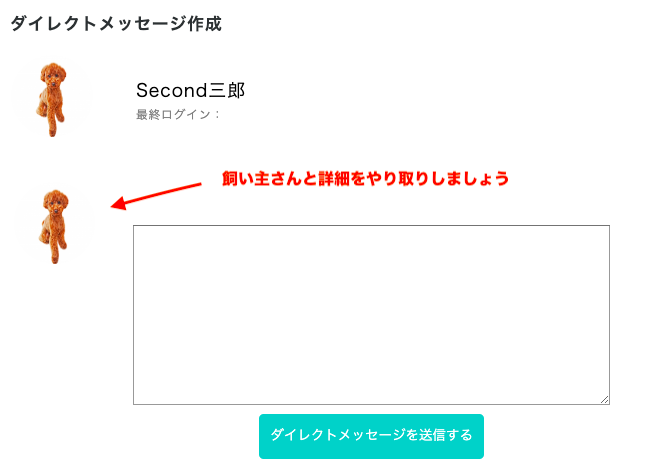 ダイレクトメッセージ作成
Second三郎
最終ログイン：
飼い主さんと詳細をやり取りしましょう
ダイレクトメッセージを送信する